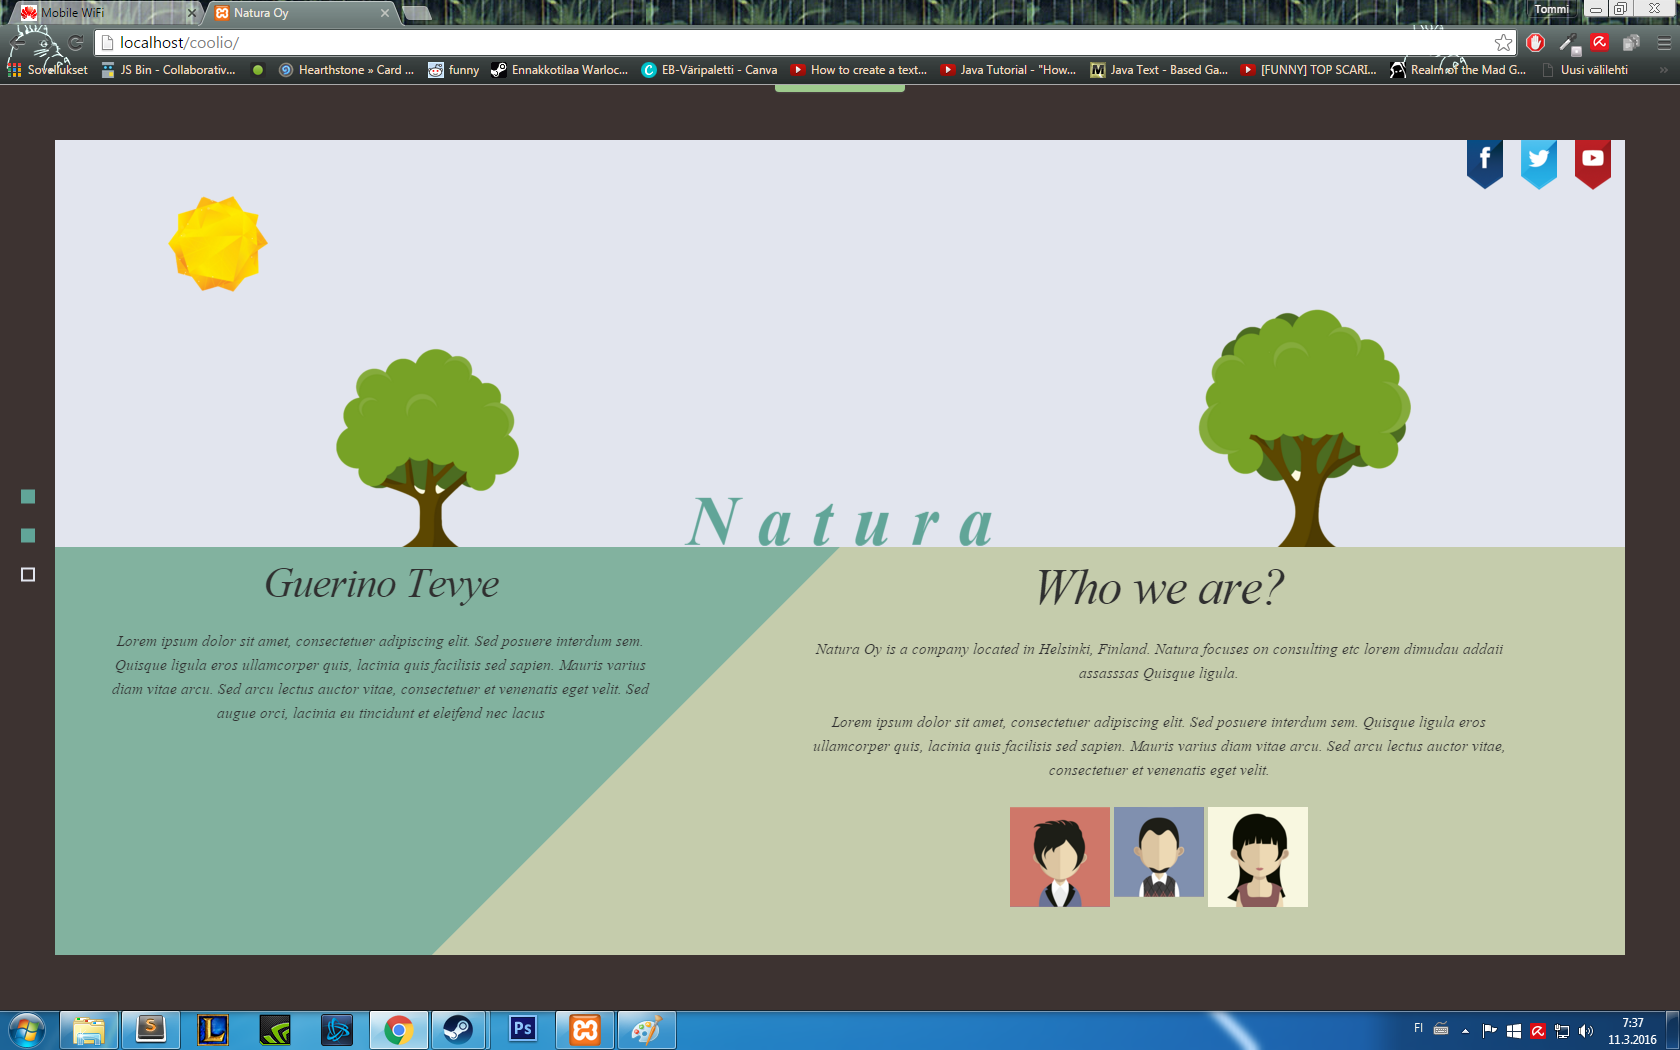 Mobile WiFi
Natura Oy
Tommi
localhost/coolio/
Sovellukset
JS Bin - Collaborativ...
Hearthstone » Card ...
funny
Ennakkotilaa Warloc...
EB-Väripaletti - Canva
How to create a text...
Java Tutorial - "How...
Java Text - Based Ga...
[FUNNY] TOP SCARI...
Realm of the Mad G...
Uusi välilehti
Natura
Guerino Tevye
Lorem ipsum dolor sit amet, consectetuer adipiscing elit. Sed posuere interdum sem.
Quisque ligula eros ullamcorper quis, lacinia quis facilisis sed sapien. Mauris varius
diam vitae arcu. Sed arcu lectus auctor vitae, consectetuer et venenatis eget velit. Sed
augue orci, lacinia eu tincidunt et eleifend nec lacus
Who we are?
Natura Oy is a company located in Helsinki, Finland. Natura focuses on consulting etc lorem dimudau addaii
assasssas Quisque ligula.
Lorem ipsum dolor sit amet, consectetuer adipiscing elit. Sed posuere interdum sem. Quisque ligula eros
ullamcorper quis, lacinia quis facilisis sed sapien. Mauris varius diam vitae arcu. Sed arcu lectus auctor vitae,
consectetuer et venenatis eget velit.
FI
7:37
11.3.2016